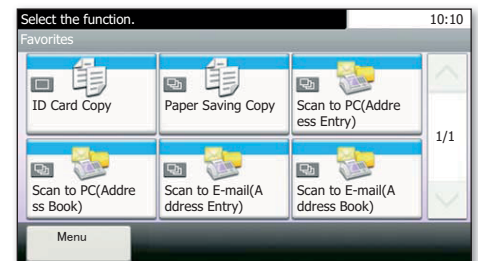 Select the function.
10:10
Favorites
ID Card Copy
Paper Saving Copy
Scan to PC(Addre
ess Entry)
1/1
Scan to PC(Addre
ss Book)
Scan to E-mail(A
ddress Entry)
Scan to E-mail(A
ddress Book)
Menu